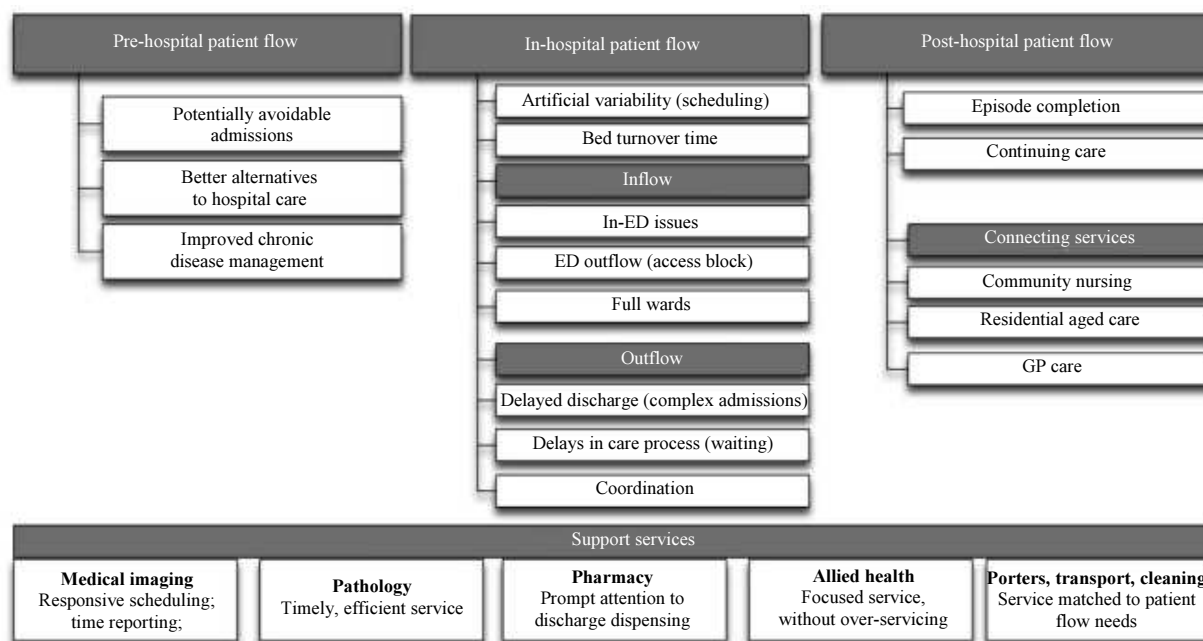 Pre-hospital patient flow
Potentially avoidable
admissions
Better alternatives
to hospital care
Improved chronic
disease management
In-hospital patient flow
Artificial variability (scheduling)
Bed turnover time
Inflow
In-ED issues
ED outflow (access block)
Full wards
Outflow
Delayed discharge (complex admissions)
Delays in care process (waiting)
Coordination
Post-hospital patient flow
Episode completion
Continuing care
Connecting services
Community nursing
Residential aged care
GP care
Support services
Medical imaging
Responsive scheduling;
time reporting;
Pathology
Timely, efficient service
Pharmacy
Prompt attention to
discharge dispensing
Allied health
Focused service,
without over-servicing
Porters, transport, cleaning
Service matched to patient
flow needs